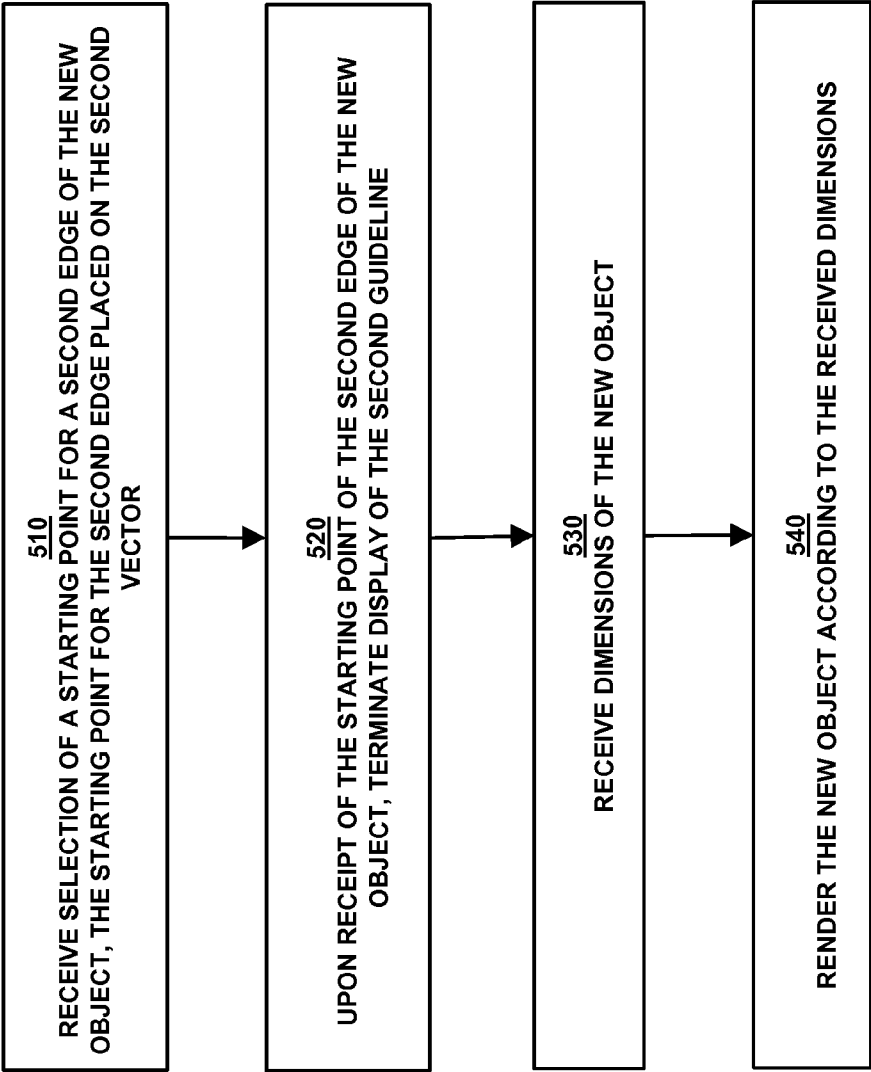 510
RECEIVE SELECTION OF A STARTING POINT FOR A SECOND EDGE OF THE NEW
OBJECT, THE STARTING POINT FOR THE SECOND EDGE PLACED ON THE SECOND
VECTOR
520
UPON RECEIPT OF THE STARTING POINT OF THE SECOND EDGE OF THE NEW
OBJECT, TERMINATE DISPLAY OF THE SECOND GUIDELINE
530
RECEIVE DIMENSIONS OF THE NEW OBJECT
540
RENDER THE NEW OBJECT ACCORDING TO THE RECEIVED DIMENSIONS